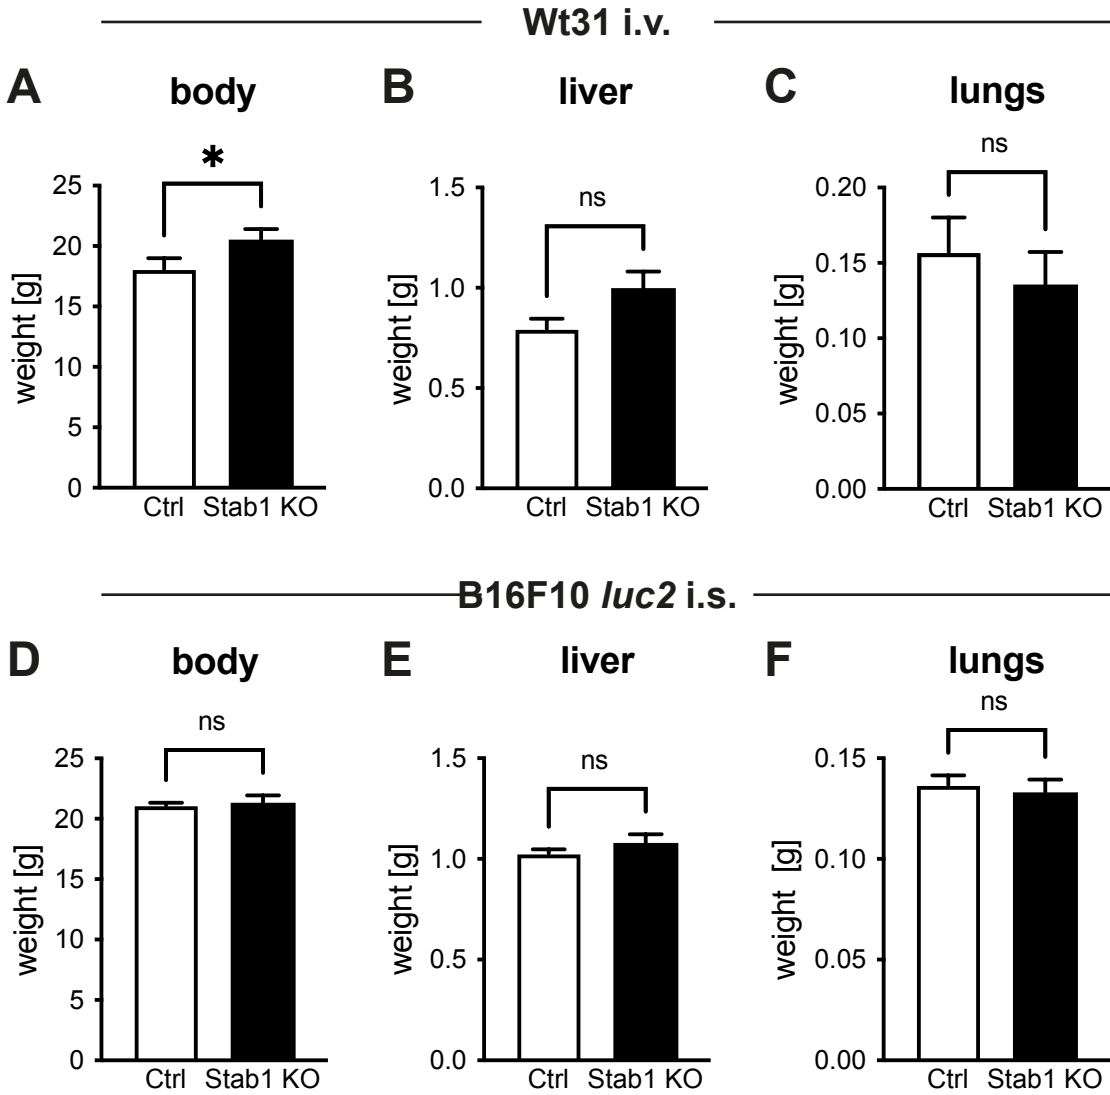 Wt31 i.v.
A body
B liver
C lungs
*
ns
ns
weight [g]
25
20
15
10
5
0
Ctrl Stab1 KO
weight [g]
1.5
1.0
0.5
0.0
Ctrl Stab1 KO
weight [g]
0.20
0.15
0.10
0.05
0.00
Ctrl Stab1 KO
B16F10 luc2 i.s.
D body
E liver
F lungs
ns
ns
ns
weight [g]
25
20
15
10
5
0
Ctrl Stab1 KO
weight [g]
1.5
1.0
0.5
0.0
Ctrl Stab1 KO
weight [g]
0.15
0.10
0.05
0.00
Ctrl Stab1 KO